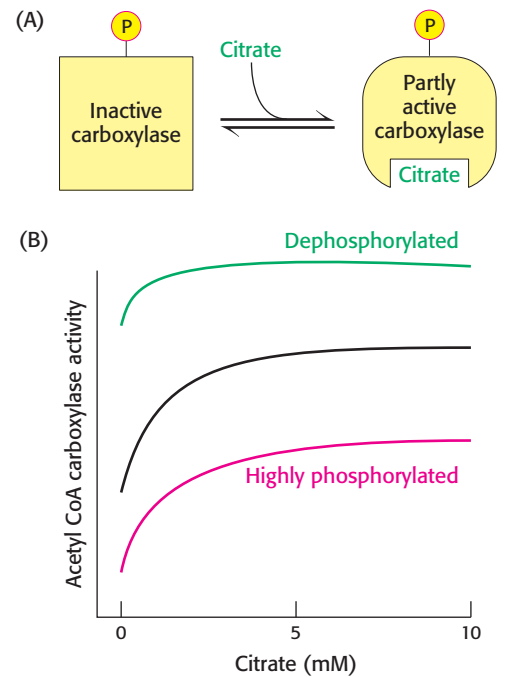 (A)
P
P
Citrate
Inactive
carboxylase
Partly
active
carboxylase
Citrate
(B)
Dephosphorylated
Highly phosphorylated
Acetyl CoA carboxylase activity
0
5
10
Citrate (mM)